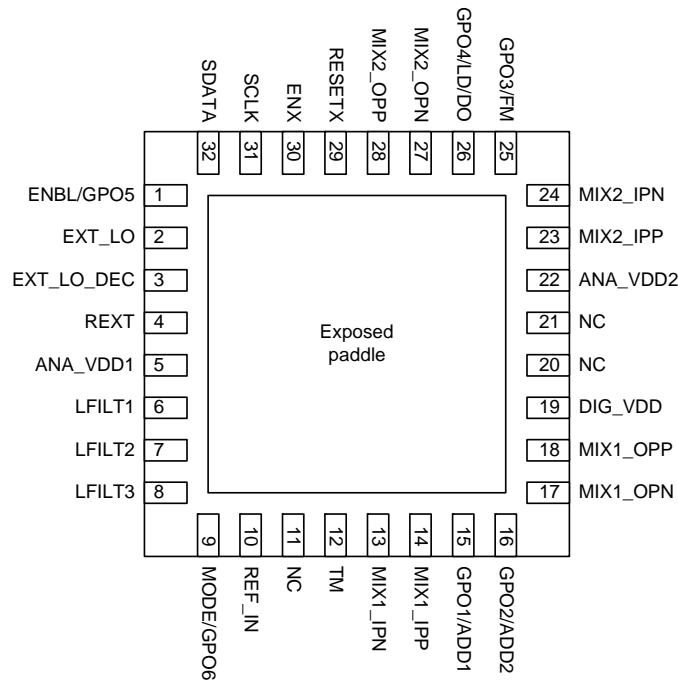 SDATA
SCLK
ENX
RESETX
MIX2_OPP
MIX2_OPN
GPO4/LD/DO
GPO3/FM
32
31
30
29
28
27
26
25
ENBL/GPO5 1
EXT_LO 2
EXT_LO_DEC 3
REXT 4
ANA_VDD1 5
LFILT1 6
LFILT2 7
LFILT3 8
Exposed
paddle
24 MIX2_IPN
23 MIX2_IPP
22 ANA_VDD2
21 NC
20 NC
19 DIG_VDD
18 MIX1_OPP
17 MIX1_OPN
9
10
11
12
13
14
15
16
MODE/GPO6
REF_IN
NC
TM
MIX1_IPN
MIX1_IPP
GPO1/ADD1
GPO2/ADD2